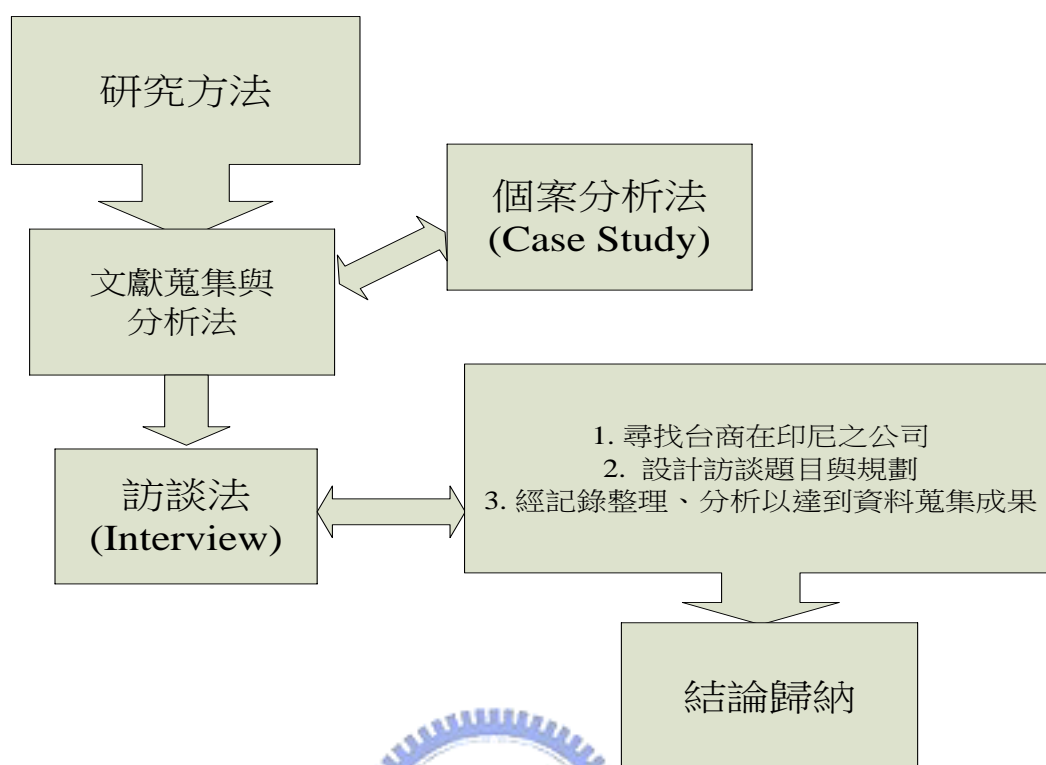 研究方法
個案分析法
(Case Study)
文獻蒐集與
分析法
訪談法
(Interview)
1. 尋找台商在印尼之公司
2. 設計訪談題目與規劃
3. 經記錄整理、分析以達到資料蒐集成果
結論歸納